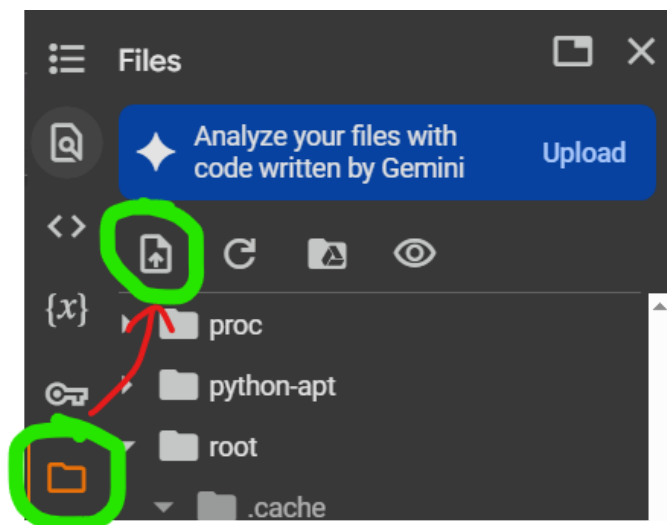 Files
Analyze your files with
code written by Gemini
Upload
{x}
proc
python-apt
root
.cache